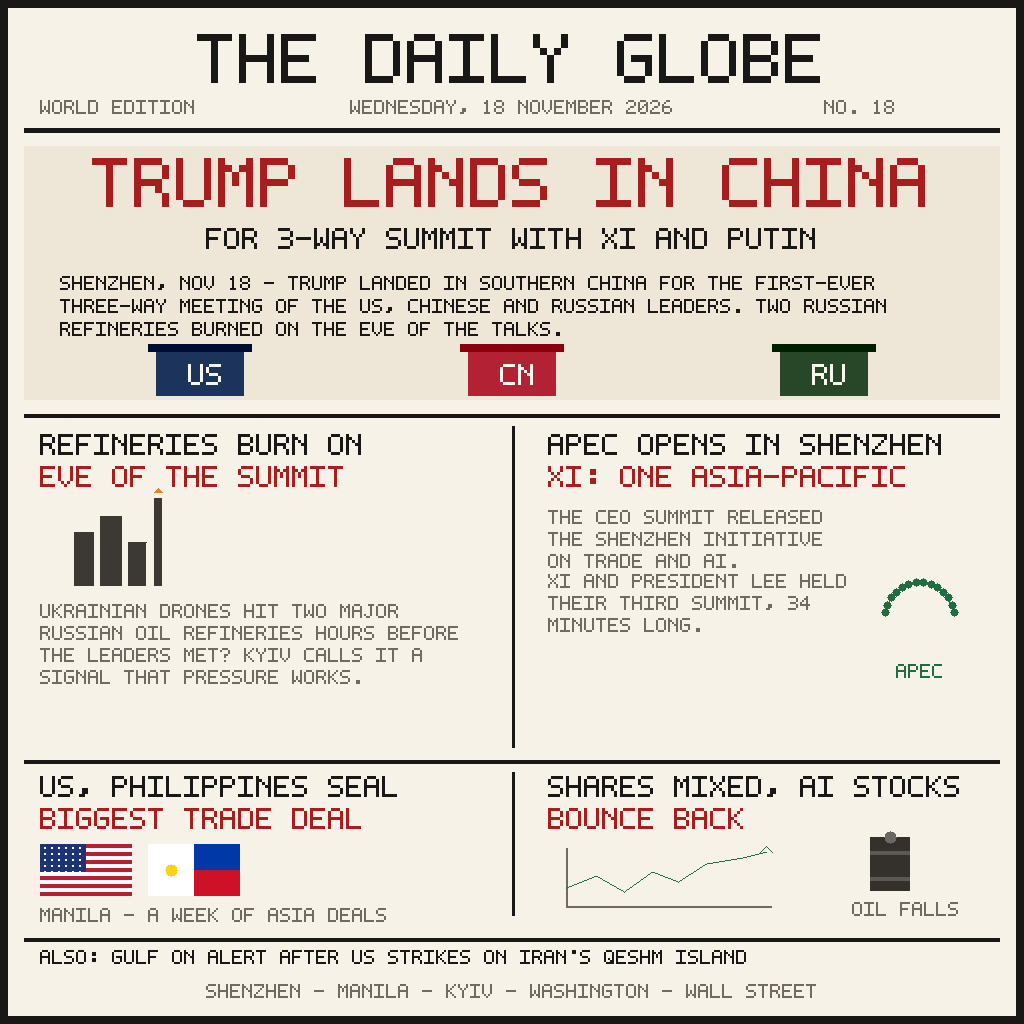 THE DAILY GLOBE
WORLD EDITION
WEDNESDAY, 18 NOVEMBER 2026
NO. 18
TRUMP LANDS IN CHINA
FOR 3-WAY SUMMIT WITH XI AND PUTIN
SHENZHEN, NOV 18 - TRUMP LANDED IN SOUTHERN CHINA FOR THE FIRST-EVER
THREE-WAY MEETING OF THE US, CHINESE AND RUSSIAN LEADERS. TWO RUSSIAN
REFINERIES BURNED ON THE EVE OF THE TALKS.
US
CN
RU
REFINERIES BURN ON
EVE OF THE SUMMIT
UKRAINIAN DRONES HIT TWO MAJOR
RUSSIAN OIL REFINERIES HOURS BEFORE
THE LEADERS MET? KYIV CALLS IT A
SIGNAL THAT PRESSURE WORKS.
APEC OPENS IN SHENZHEN
XI: ONE ASIA-PACIFIC
THE CEO SUMMIT RELEASED
THE SHENZHEN INITIATIVE
ON TRADE AND AI.
XI AND PRESIDENT LEE HELD
THEIR THIRD SUMMIT, 34
MINUTES LONG.
APEC
US, PHILIPPINES SEAL
BIGGEST TRADE DEAL
MANILA - A WEEK OF ASIA DEALS
SHARES MIXED, AI STOCKS
BOUNCE BACK
OIL FALLS
ALSO: GULF ON ALERT AFTER US STRIKES ON IRAN'S QESHM ISLAND
SHENZHEN - MANILA - KYIV - WASHINGTON - WALL STREET